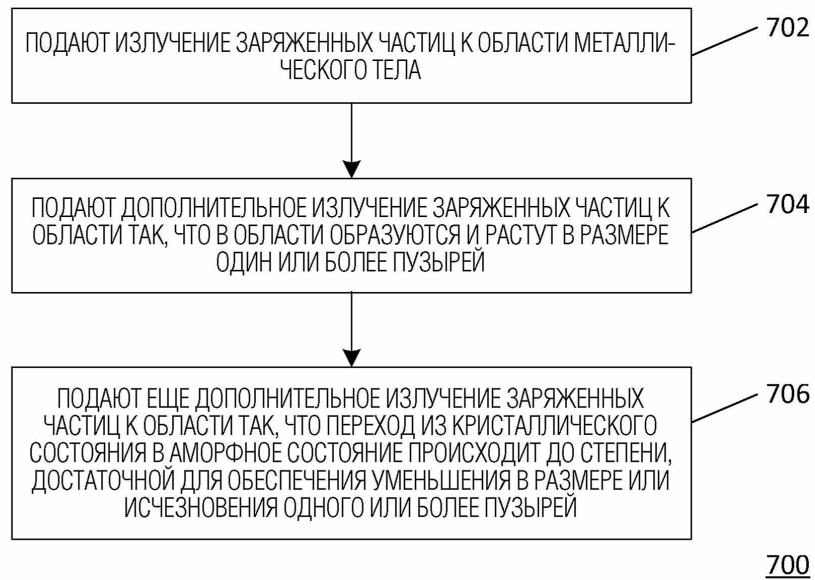 ПОДАЮТ ИЗЛУЧЕНИЕ ЗАРЯЖЕННЫХ ЧАСТИЦ К ОБЛАСТИ МЕТАЛЛИ-
ЧЕСКОГО ТЕЛА
702
ПОДАЮТ ДОПОЛНИТЕЛЬНОЕ ИЗЛУЧЕНИЕ ЗАРЯЖЕННЫХ ЧАСТИЦ К
ОБЛАСТИ ТАК, ЧТО В ОБЛАСТИ ОБРАЗУЮТСЯ И РАСТУТ В РАЗМЕРЕ
ОДИН ИЛИ БОЛЕЕ ПУЗЫРЕЙ
704
ПОДАЮТ ЕЩЕ ДОПОЛНИТЕЛЬНОЕ ИЗЛУЧЕНИЕ ЗАРЯЖЕННЫХ
ЧАСТИЦ К ОБЛАСТИ ТАК, ЧТО ПЕРЕХОД ИЗ КРИСТАЛЛИЧЕСКОГО
СОСТОЯНИЯ В АМОРФНОЕ СОСТОЯНИЕ ПРОИСХОДИТ ДО СТЕПЕНИ,
ДОСТАТОЧНОЙ ДЛЯ ОБЕСПЕЧЕНИЯ УМЕНЬШЕНИЯ В РАЗМЕРЕ ИЛИ
ИСЧЕЗНОВЕНИЯ ОДНОГО ИЛИ БОЛЕЕ ПУЗЫРЕЙ
706
700